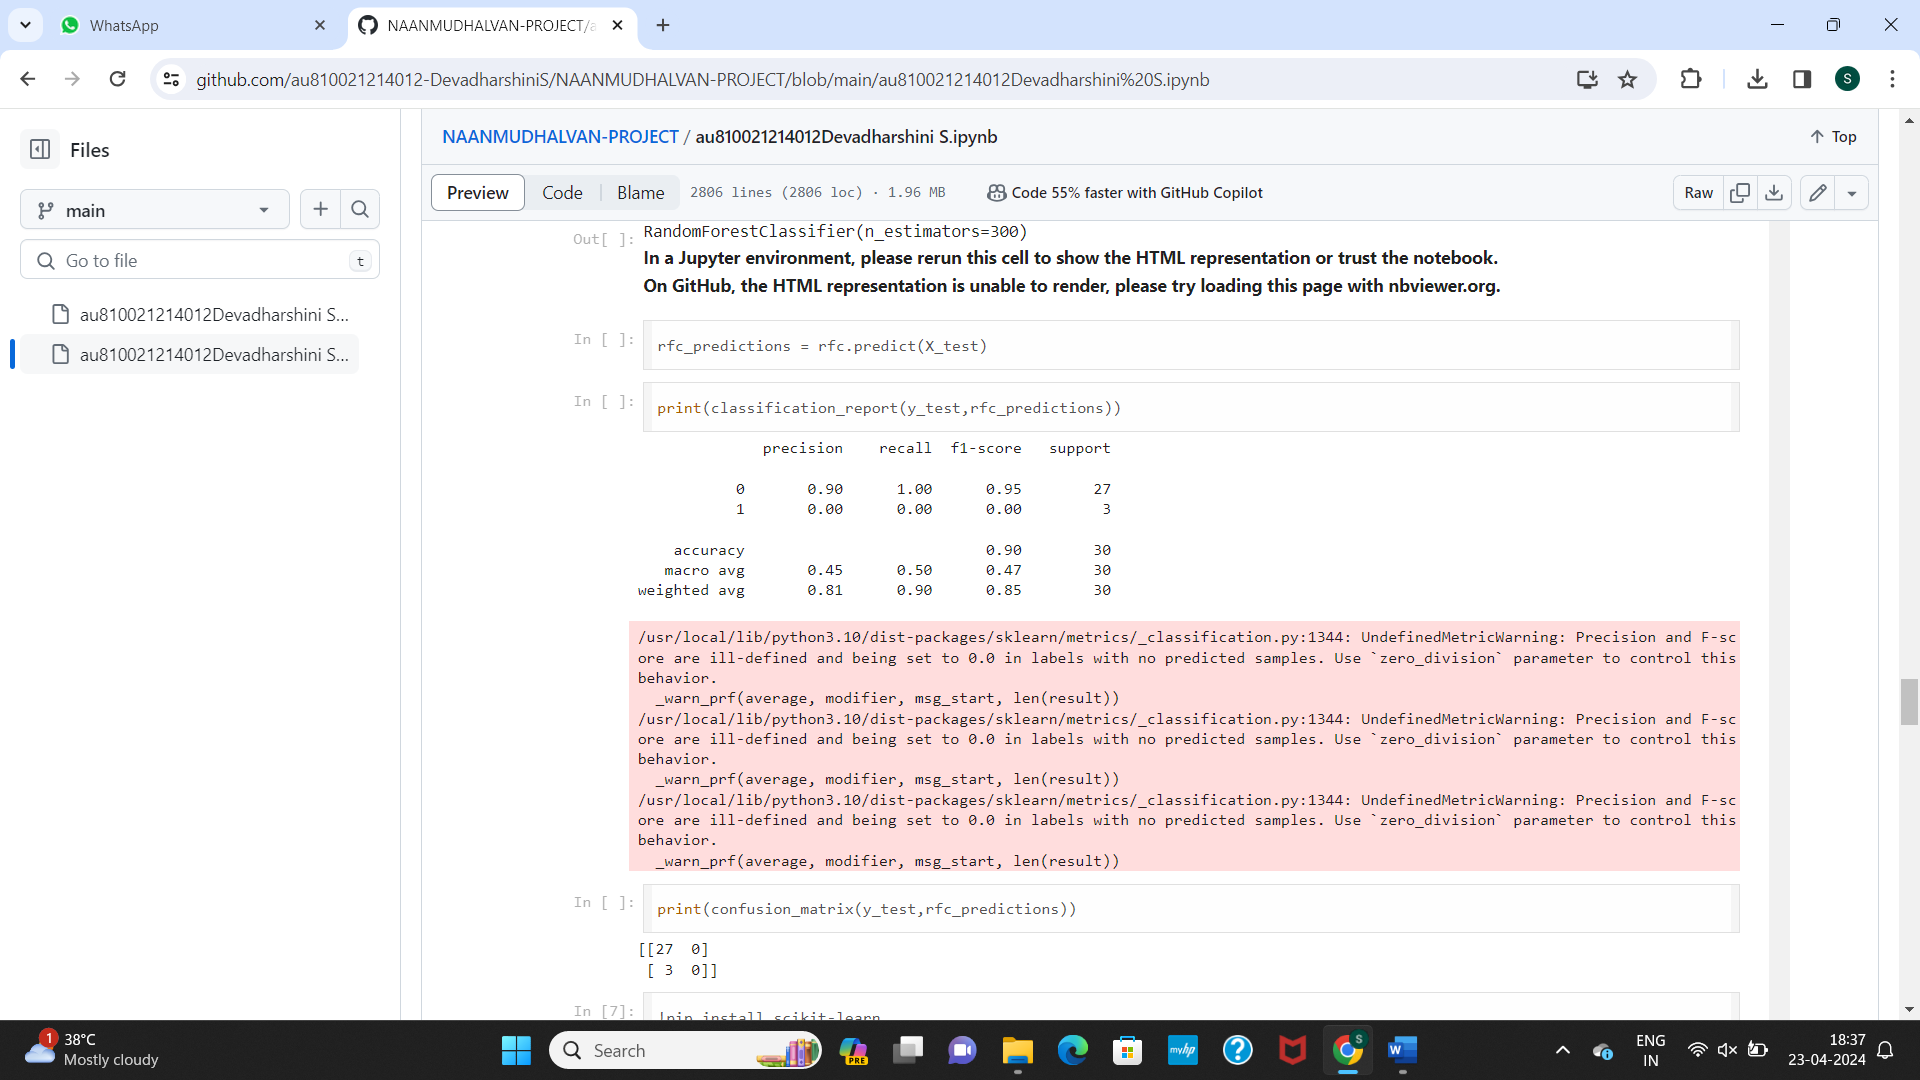 WhatsApp
NAANMUDHALVAN-PROJECT/a
github.com/au810021214012-DevadharshiniS/NAANMUDHALVAN-PROJECT/blob/main/au810021214012Devadharshini%20S.ipynb
S
Files
NAANMUDHALVAN-PROJECT / au810021214012Devadharshini S.ipynb
Top
main
Preview Code Blame 2806 lines (2806 loc) · 1.96 MB Code 55% faster with GitHub Copilot Raw
Go to file t
au810021214012Devadharshini S...
au810021214012Devadharshini S...
Out[ ]: RandomForestClassifier(n_estimators=300)
In a Jupyter environment, please rerun this cell to show the HTML representation or trust the notebook.
On GitHub, the HTML representation is unable to render, please try loading this page with nbviewer.org.
In [ ]: rfc_predictions = rfc.predict(X_test)
In [ ]: print(classification_report(y_test,rfc_predictions))
precision recall f1-score support
0 0.90 1.00 0.95 27
1 0.00 0.00 0.00 3
accuracy 0.90 30
macro avg 0.45 0.50 0.47 30
weighted avg 0.81 0.90 0.85 30
/usr/local/lib/python3.10/dist-packages/sklearn/metrics/_classification.py:1344: UndefinedMetricWarning: Precision and F-sc
ore are ill-defined and being set to 0.0 in labels with no predicted samples. Use `zero_division` parameter to control this
behavior.
_warn_prf(average, modifier, msg_start, len(result))
/usr/local/lib/python3.10/dist-packages/sklearn/metrics/_classification.py:1344: UndefinedMetricWarning: Precision and F-sc
ore are ill-defined and being set to 0.0 in labels with no predicted samples. Use `zero_division` parameter to control this
behavior.
_warn_prf(average, modifier, msg_start, len(result))
/usr/local/lib/python3.10/dist-packages/sklearn/metrics/_classification.py:1344: UndefinedMetricWarning: Precision and F-sc
ore are ill-defined and being set to 0.0 in labels with no predicted samples. Use `zero_division` parameter to control this
behavior.
_warn_prf(average, modifier, msg_start, len(result))
In [ ]: print(confusion_matrix(y_test,rfc_predictions))
[[27 0]
[ 3 0]]
In [7]: !pip install scikit-learn
1
38°C
Mostly cloudy
Search
PRE
myhp
S
W
ENG
IN
18:37
23-04-2024